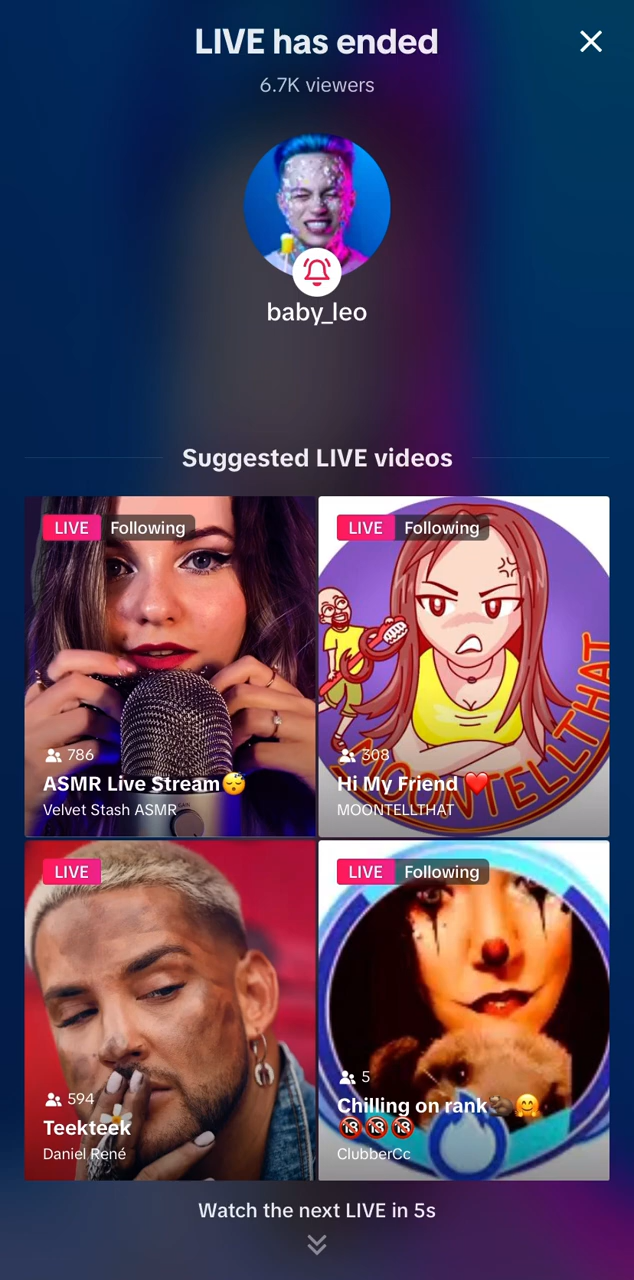 LIVE has ended
6.7K viewers
baby_leo
Suggested LIVE videos
LIVE Following
786
ASMR Live Stream😴
Velvet Stash ASMR
LIVE Following
MOONTELLTHAT
308
Hi My Friend ❤️
MOONTELLTHAT
LIVE
594
Teekteek
Daniel René
LIVE Following
5
Chilling on rank🪿🤗
🔞🔞🔞
ClubberCc
Watch the next LIVE in 5s